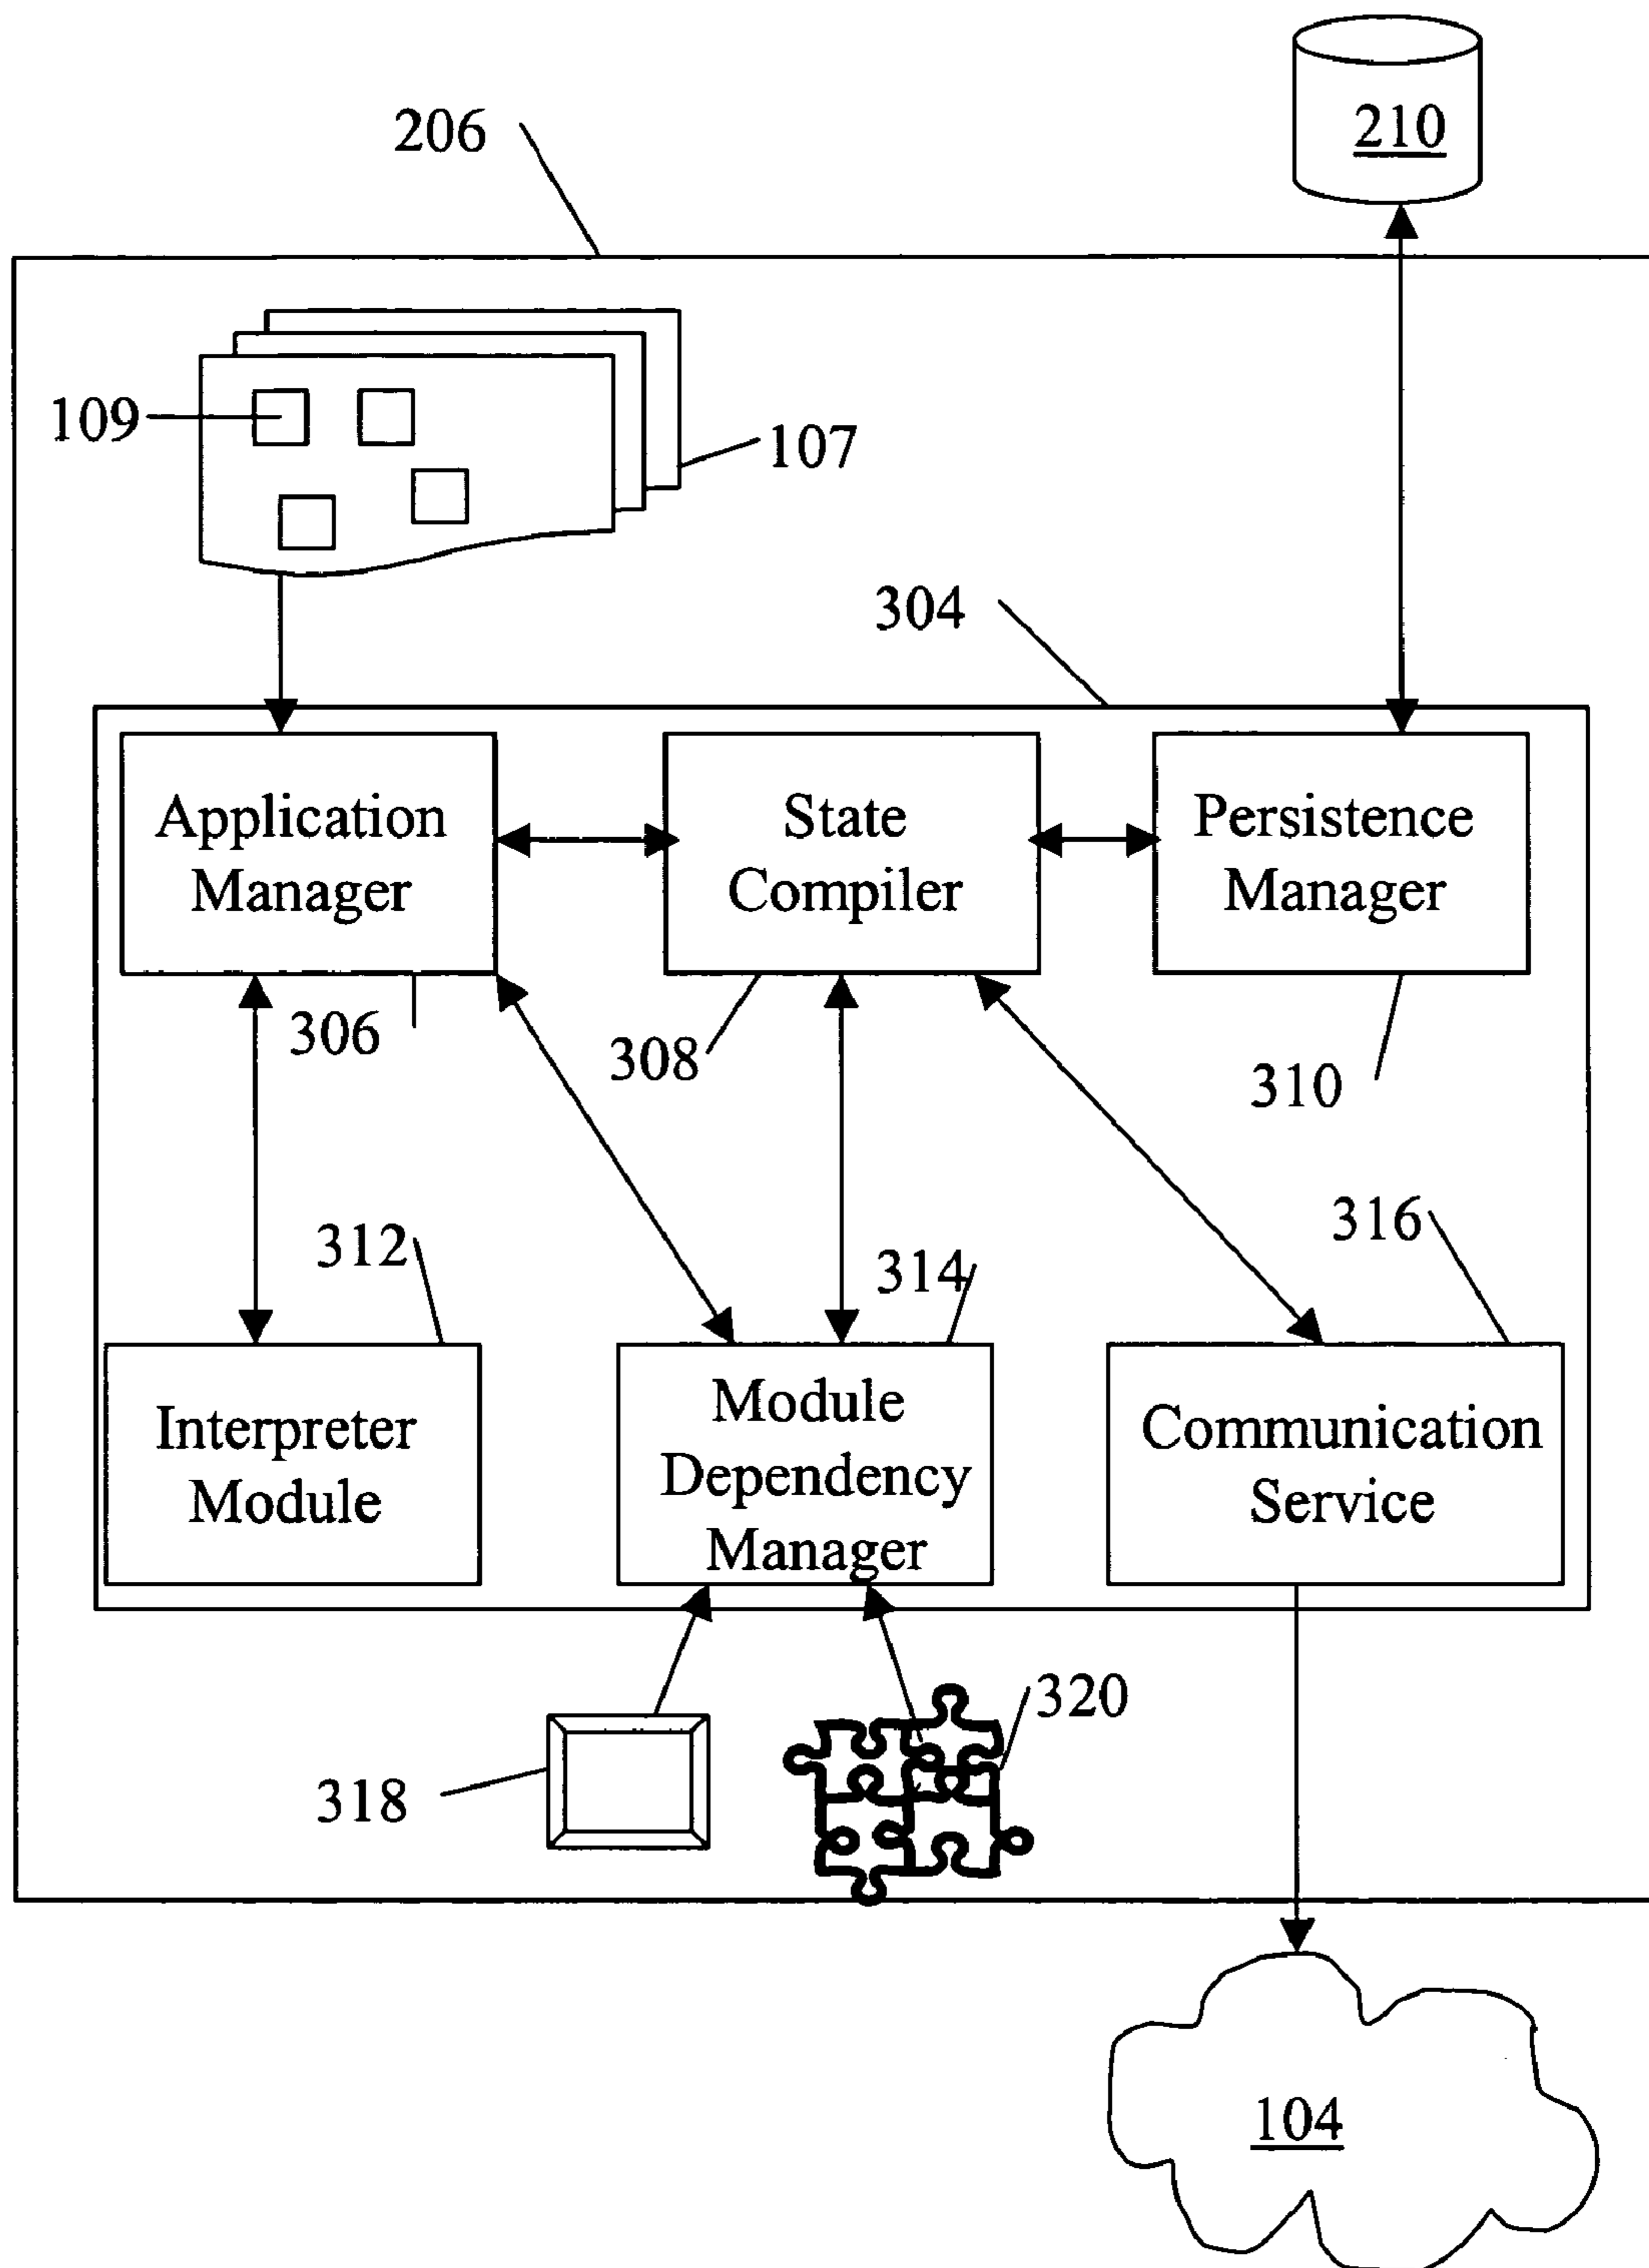 210
206
109
107
304
Application
Manager
State
Compiler
Persistence
Manager
306
308
310
312
314
316
Interpreter
Module
Module
Dependency
Manager
Communication
Service
318
320
104